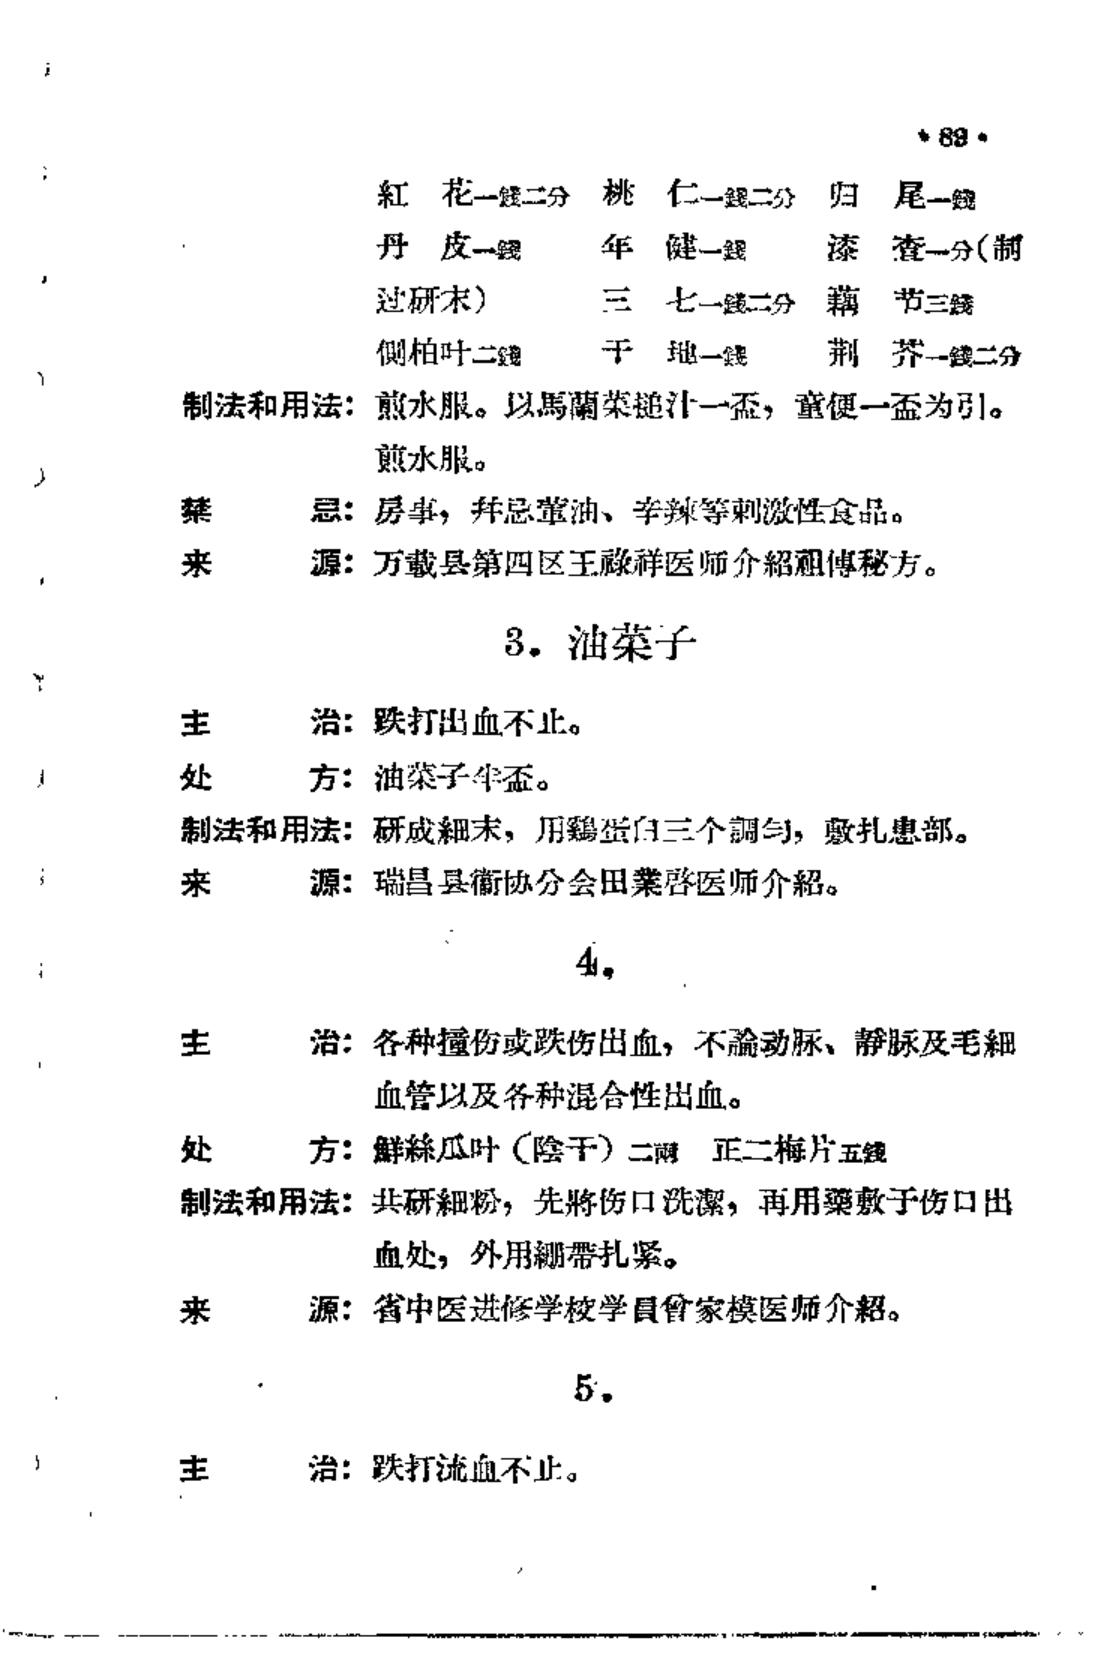 • 89 •
紅 花一錢二分 桃 仁一錢二分 归 尾一錢
丹 皮一錢 年 健一錢 漆 查一分(制
过研末) 三 七一錢二分 藕 节三錢
側柏叶二錢 干 地一錢 荆 芥一錢二分
制法和用法：煎水服。以馬蘭菜搥汁一盃，童便一盃为引。
煎水服。
禁 忌：房事，幷忌葷油、辛辣等刺激性食品。
来 源：万載县第四区王祿祥医师介紹祖傳秘方。
3. 油菜子
主 治：跌打出血不止。
处 方：油菜子半盃。
制法和用法：研成細末，用鷄蛋白三个調匀，敷扎患部。
来 源：瑞昌县衞协分会田業啓医师介紹。
4.
主 治：各种撞伤或跌伤出血，不論动脉、靜脉及毛細
血管以及各种混合性出血。
处 方：鮮絲瓜叶（陰干）二兩 正二梅片五錢
制法和用法：共研細粉，先將伤口洗潔，再用藥敷于伤口出
血处，外用綳帶扎紧。
来 源：省中医进修学校学員曾家模医师介紹。
5.
主 治：跌打流血不止。